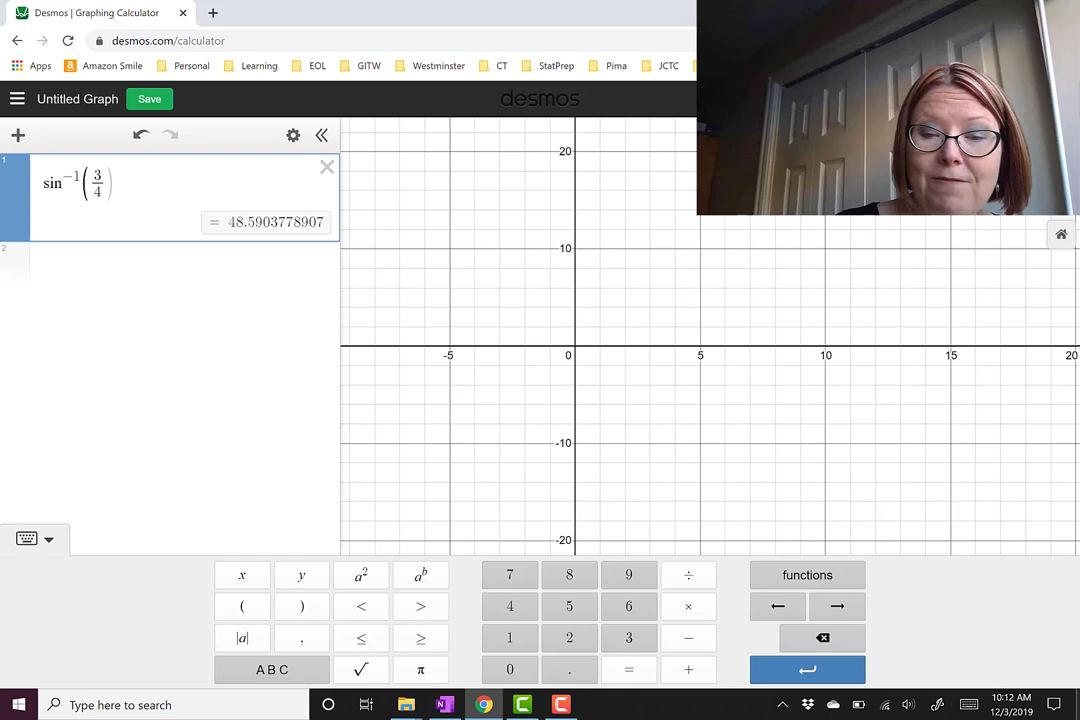 Desmos | Graphing Calculator
desmos.com/calculator
Apps Amazon Smile Personal Learning EOL GITW Westminster CT StatPrep Pima JCTC
Untitled Graph Save desmos
1
sin⁻¹(3/4)
= 48.5903778907
2
20
10
-5 0 5 10 15 20
-10
-20
x y a² aᵇ 7 8 9 ÷ functions
( ) < > 4 5 6 × ← →
|a| , ≤ ≥ 1 2 3 −
A B C √ π 0 . = +
Type here to search
10:12 AM
12/3/2019